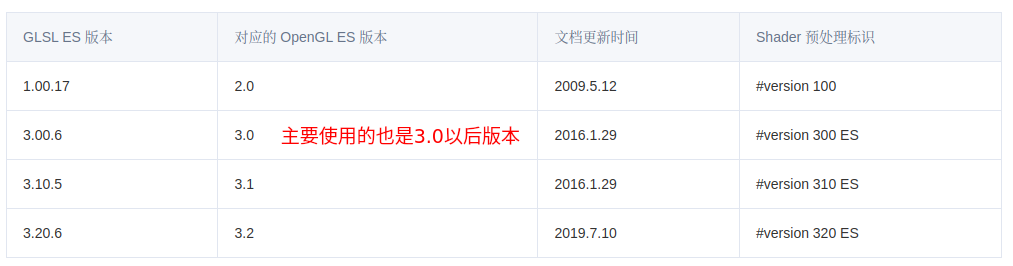 GLSL ES 版本 对应的 OpenGL ES 版本 文档更新时间 Shader 预处理标识
1.00.17 2.0 2009.5.12 #version 100
3.00.6 3.0 主要使用的也是3.0以后版本 2016.1.29 #version 300 ES
3.10.5 3.1 2016.1.29 #version 310 ES
3.20.6 3.2 2019.7.10 #version 320 ES